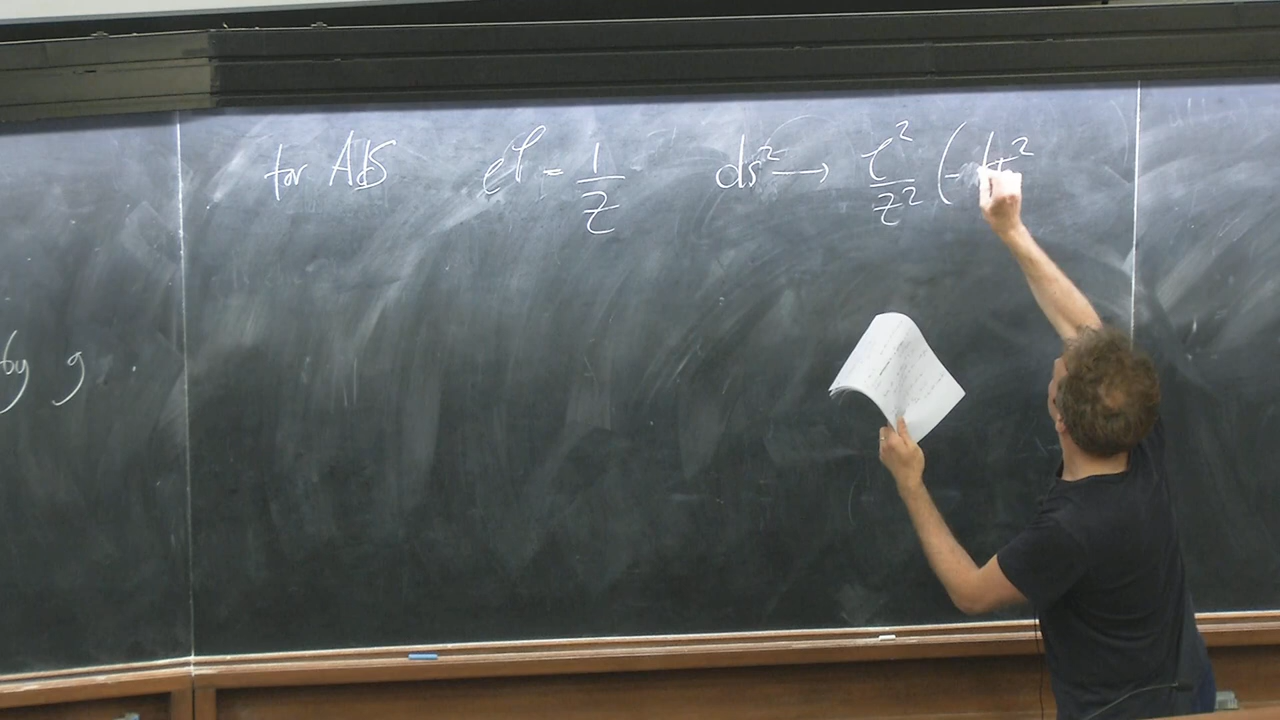 for AdS e^ρ = 1/z ds² → ℓ²/z² (-dt²
by g.